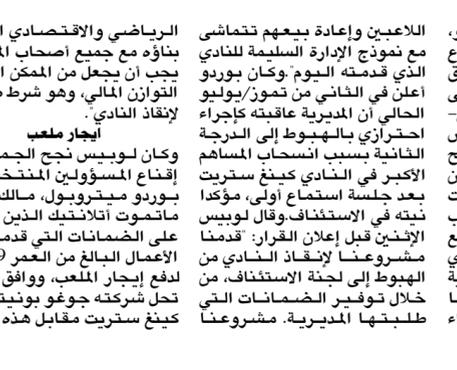 اللاعبين وإعادة بيعهم تتماشى
مع نموذج الإدارة السليمة للنادي
الذي قدمته اليوم".وكان بوردو
أعلن في الثاني من تموز/يوليو
الحالي أن المديرية عاقبته كإجراء
احترازي بالهبوط إلى الدرجة
الثانية بسبب انسحاب المساهم
الأكبر في النادي كينغ ستريت
بعد جلسة استماع أولى، مؤكدا
نيته في الاستئناف.وقال لوبيس
الإثنين قبل إعلان القرار: "قدمنا
مشروعنا لإنقاذ النادي من
الهبوط إلى لجنة الاستئناف، من
خلال توفير الضمانات التي
طلبتها المديرية. مشروعنا
الرياضي والاقتصادي
بناؤه مع جميع أصحاب
يجب أن يجعل من الممكن
التوازن المالي، وهو شرط
لإنقاذ النادي".
أيجار ملعب
وكان لوبيس نجح
إقناع المسؤولين
بوردو ميتروبول،
ماتموت أتلانتيك الذين
على الضمانات التي
الأعمال البالغ من العمر
لدفع إيجار الملعب،
تحل شركته جوغو
كينغ ستريت مقابل هذه